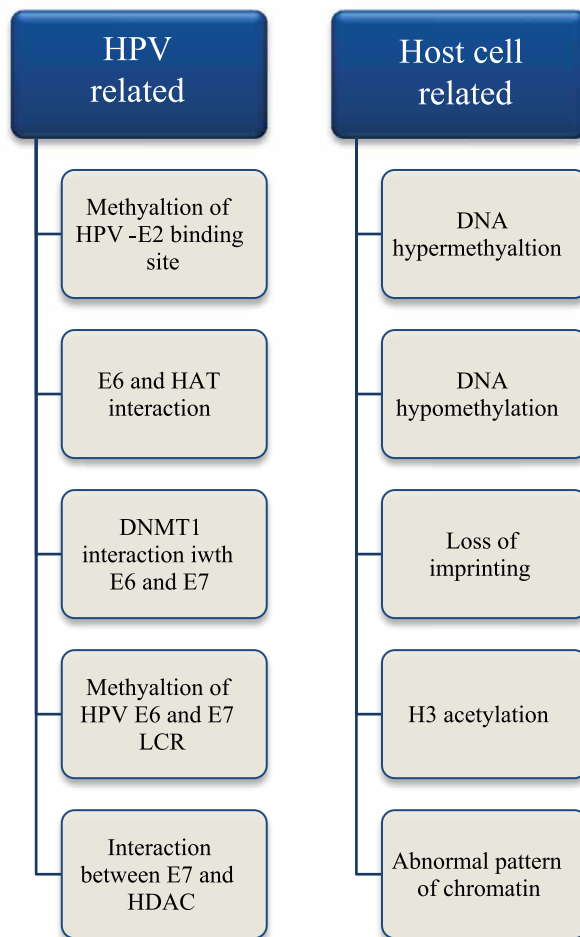 HPV
related
Methyaltion of
HPV -E2 binding
site
E6 and HAT
interaction
DNMT1
interaction iwth
E6 and E7
Methyaltion of
HPV E6 and E7
LCR
Interaction
between E7 and
HDAC
Host cell
related
DNA
hypermethyaltion
DNA
hypomethylation
Loss of
imprinting
H3 acetylation
Abnormal pattern
of chromatin